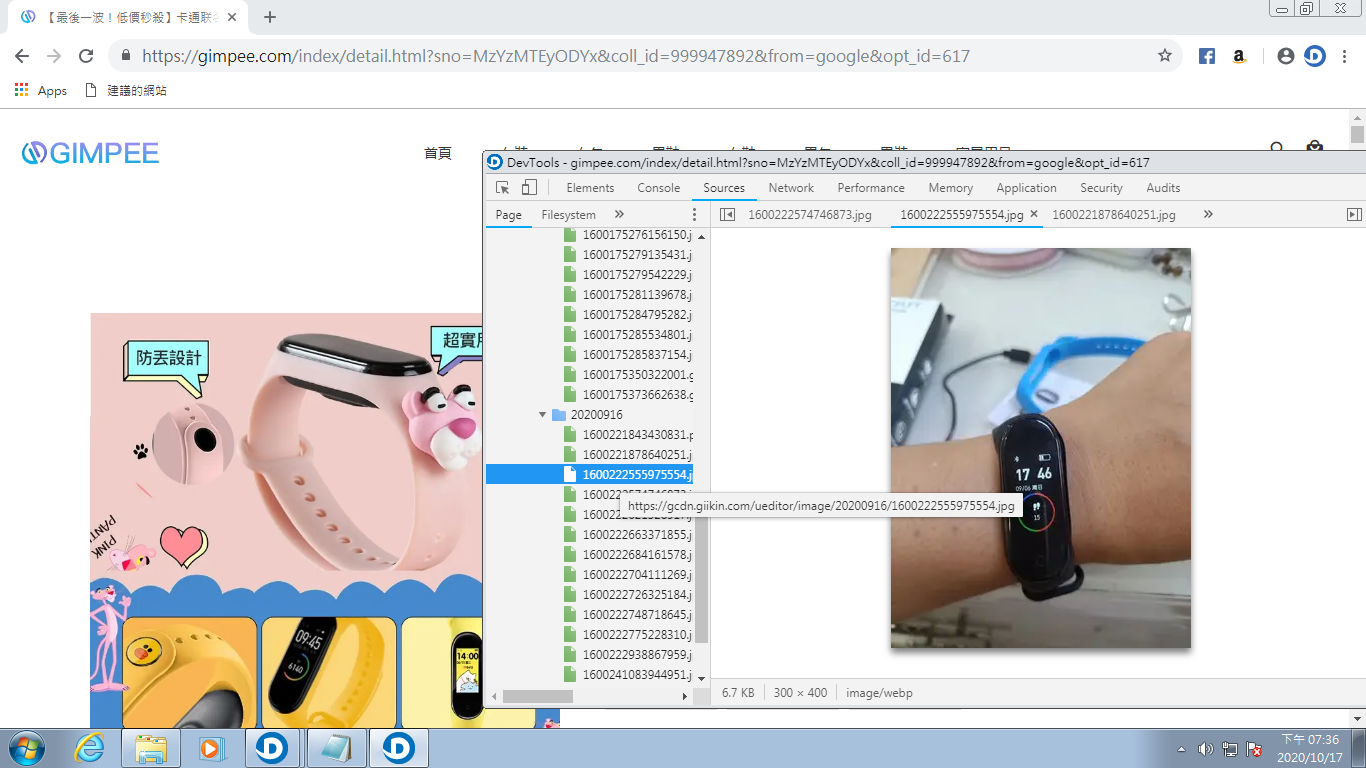 【最後一波！低價秒殺】卡通联名
https://gimpee.com/index/detail.html?sno=MzYzMTEyODYx&coll_id=999947892&from=google&opt_id=617
Apps 建議的網站
GIMPEE
首頁
DevTools - gimpee.com/index/detail.html?sno=MzYzMTEyODYx&coll_id=999947892&from=google&opt_id=617
Elements Console Sources Network Performance Memory Application Security Audits
Page Filesystem
1600222574746873.jpg 1600222555975554.jpg 1600221878640251.jpg
1600175276156150.j
1600175279135431.j
1600175279542229.j
1600175281139678.j
1600175284795282.j
1600175285534801.j
1600175285837154.j
1600175350322001.g
1600175373662638.g
20200916
1600221843430831.p
1600221878640251.j
1600222555975554.j
https://gcdn.giikin.com/ueditor/image/20200916/1600222555975554.jpg
1600222663371855.j
1600222684161578.j
1600222704111269.j
1600222726325184.j
1600222748718645.j
1600222775228310.j
1600222938867959.j
1600241083944951.j
防丟設計
超實用
PINK
09:45
6140
14:00
17 46
09/06 周日
15
6.7 KB 300 × 400 image/webp
下午 07:36
2020/10/17